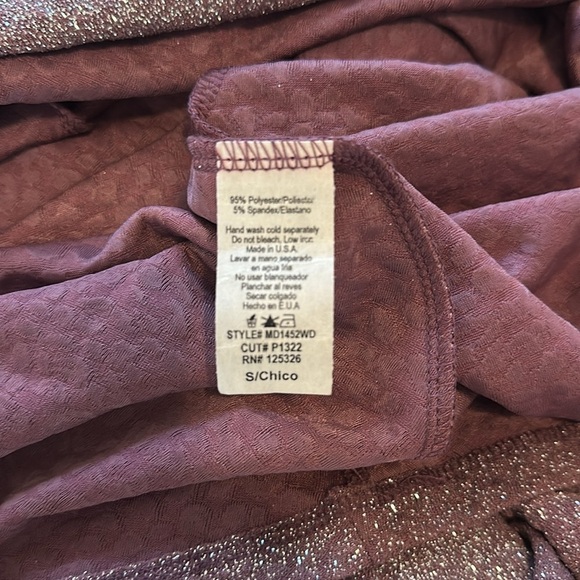 95% Polyester/Poliester
5% Spandex/Elastano
Hand wash cold separately
Do not bleach, Low iron
Made in U.S.A.
Lavar a mano separado
en agua fria
No usar blanqueador
Planchar al reves
Secar colgado
Hecho en E.U.A
STYLE# MD1452WD
CUT# P1322
RN# 125326
S/Chico